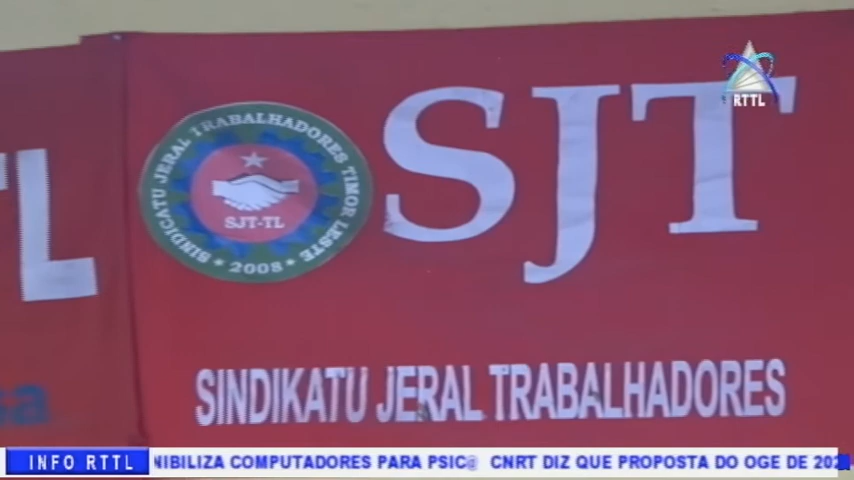 RTTL
SJT
SINDIKATU JERAL TRABALHADORES TIMOR LESTE
SJT-TL
★ 2008 ★
TL
SINDIKATU JERAL TRABALHADORES
INFO RTTL
NIBILIZA COMPUTADORES PARA PSIC@ CNRT DIZ QUE PROPOSTA DO OGE DE